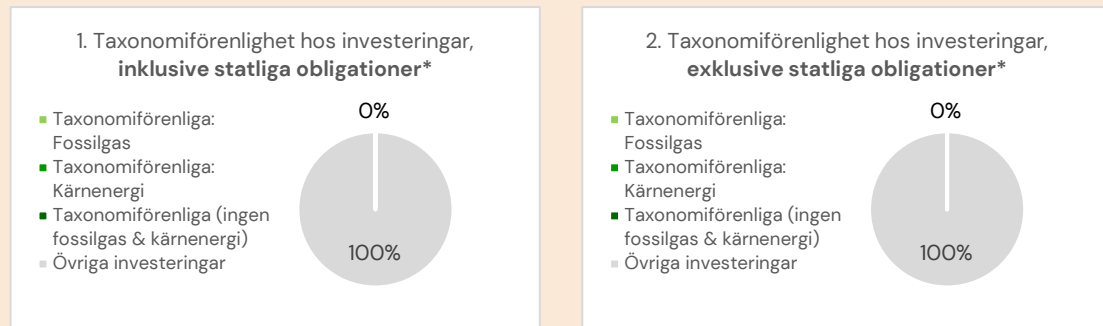 1. Taxonomiförenlighet hos investeringar,
inklusive statliga obligationer*
Taxonomiförenliga:
Fossilgas
Taxonomiförenliga:
Kärnenergi
Taxonomiförenliga (ingen
fossilgas & kärnenergi)
Övriga investeringar
0%
100%
2. Taxonomiförenlighet hos investeringar,
exklusive statliga obligationer*
Taxonomiförenliga:
Fossilgas
Taxonomiförenliga:
Kärnenergi
Taxonomiförenliga (ingen
fossilgas & kärnenergi)
Övriga investeringar
0%
100%